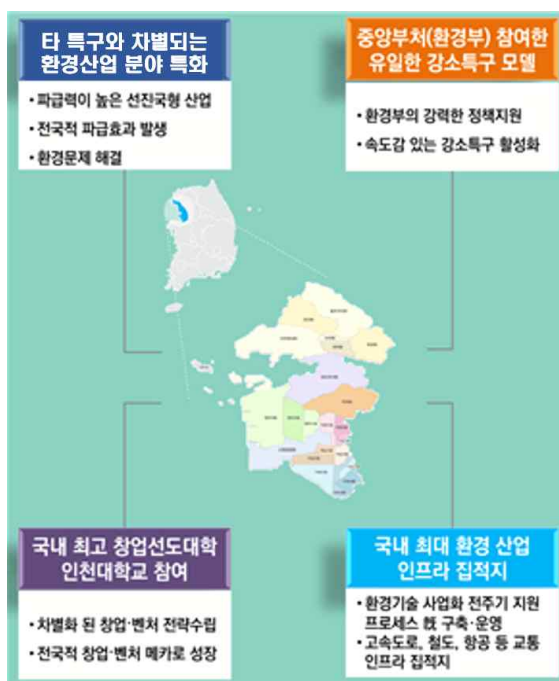 타 특구와 차별되는
환경산업 분야 특화
• 파급력이 높은 선진국형 산업
• 전국적 파급효과 발생
• 환경문제 해결
중앙부처(환경부) 참여한
유일한 강소특구 모델
• 환경부의 강력한 정책지원
• 속도감 있는 강소특구 활성화
국내 최고 창업선도대학
인천대학교 참여
• 차별화 된 창업·벤처 전략수립
• 전국적 창업·벤처 메카로 성장
국내 최대 환경 산업
인프라 집적지
• 환경기술 사업화 전주기 지원
프로세스 旣 구축·운영
• 고속도로, 철도, 항공 등 교통
인프라 집적지